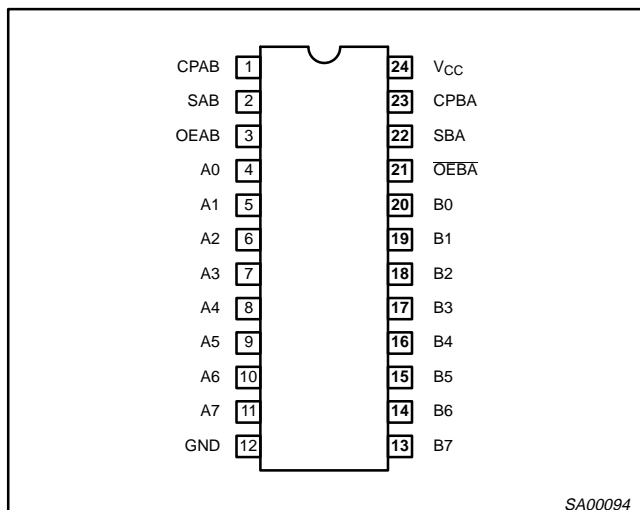 CPAB 1 24 VCC
SAB 2 23 CPBA
OEAB 3 22 SBA
A0 4 21 O̅E̅B̅A̅
A1 5 20 B0
A2 6 19 B1
A3 7 18 B2
A4 8 17 B3
A5 9 16 B4
A6 10 15 B5
A7 11 14 B6
GND 12 13 B7
SA00094